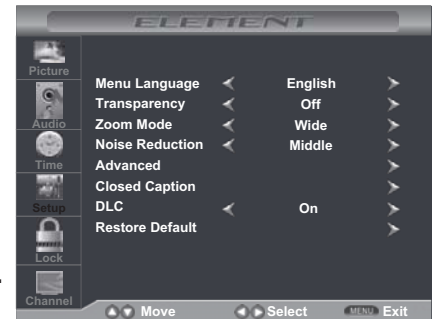 ELEMENT
Picture
Audio
Time
Setup
Lock
Channel
Menu Language English
Transparency Off
Zoom Mode Wide
Noise Reduction Middle
Advanced
Closed Caption
DLC On
Restore Default
Move Select MENU Exit